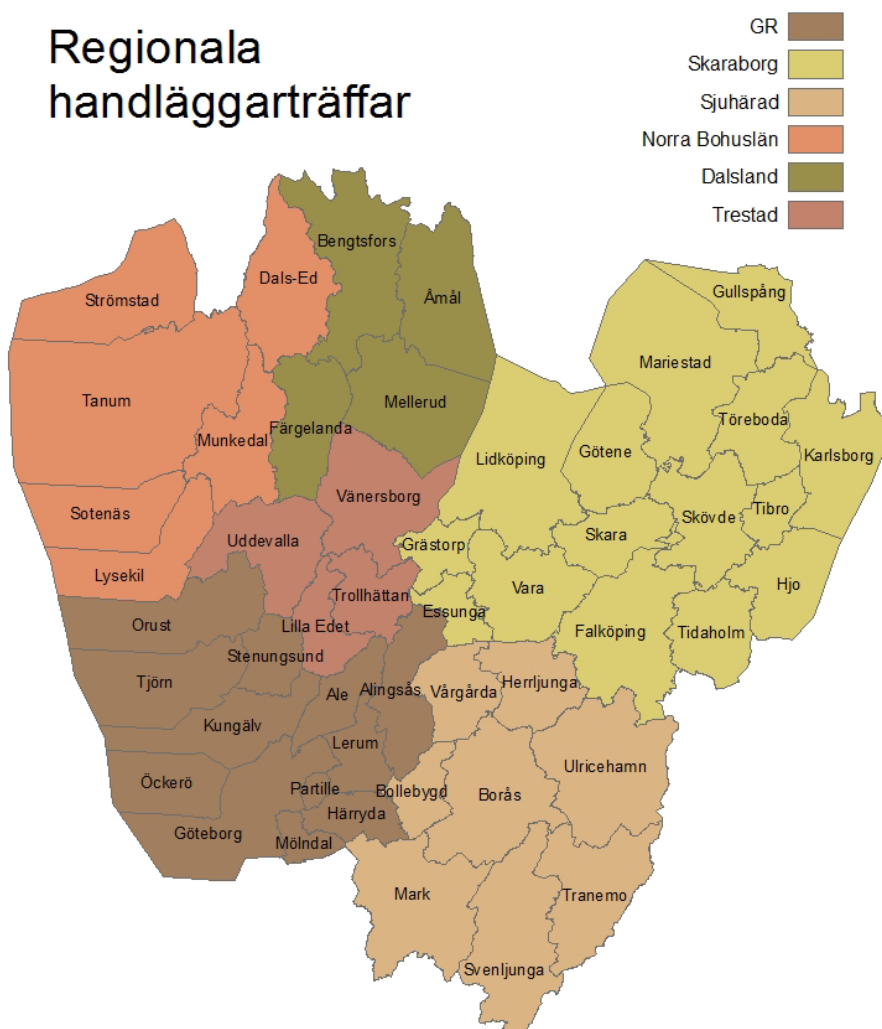 Regionala
handläggarträffar
GR
Skaraborg
Sjuhärad
Norra Bohuslän
Dalsland
Trestad
Bengtsfors
Dals-Ed
Åmål
Strömstad
Gullspång
Mariestad
Tanum
Mellerud
Färgelanda
Munkedal
Töreboda
Götene
Karlsborg
Lidköping
Vänersborg
Sotenäs
Tibro
Skövde
Uddevalla
Grästorp
Skara
Lysekil
Trollhättan
Vara
Hjo
Essunga
Orust
Lilla Edet
Falköping
Tidaholm
Stenungsund
Tjörn
Ale
Alingsås
Vårgårda
Herrljunga
Kungälv
Lerum
Ulricehamn
Öckerö
Partille
Bollebygd
Borås
Härryda
Göteborg
Mölndal
Mark
Tranemo
Svenljunga